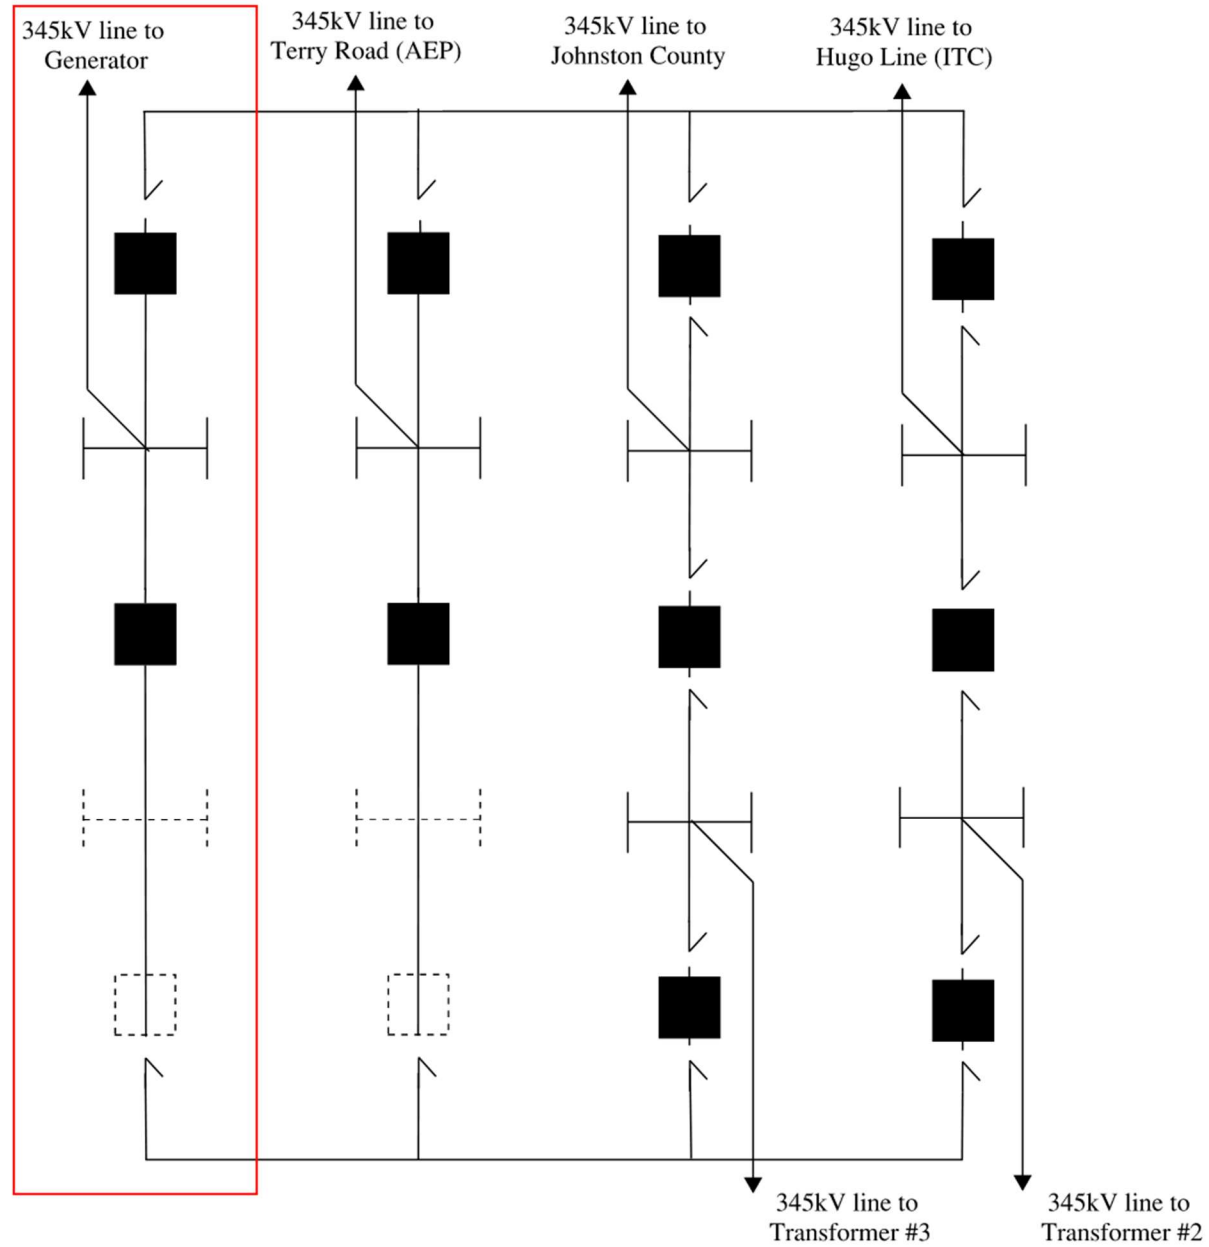 345kV line to
Generator
345kV line to
Terry Road (AEP)
345kV line to
Johnston County
345kV line to
Hugo Line (ITC)
345kV line to
Transformer #3
345kV line to
Transformer #2